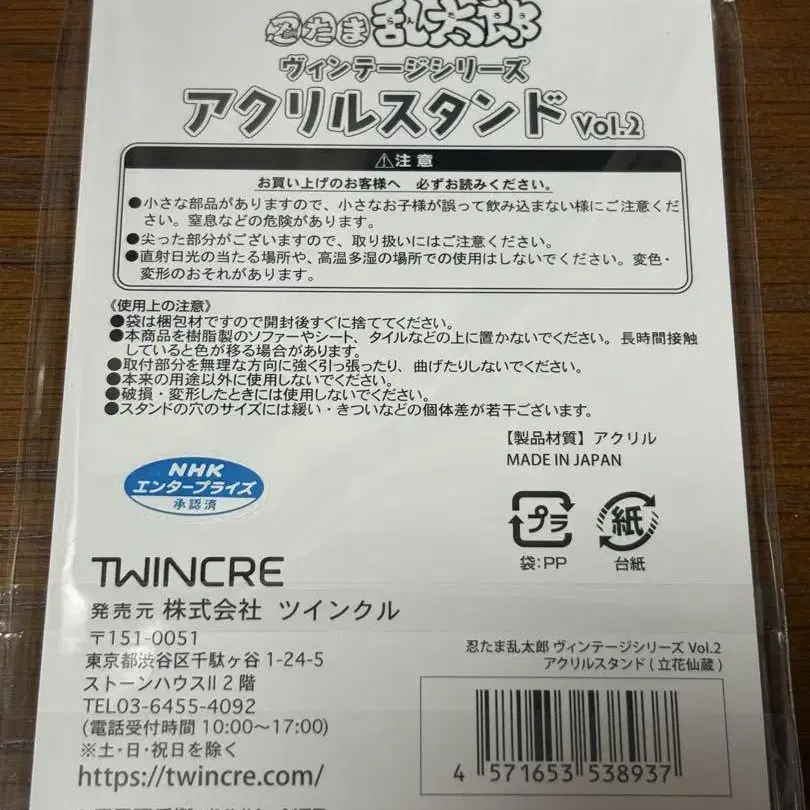 忍たま乱太郎
ヴィンテージシリーズ
アクリルスタンド Vol.2
⚠注意
お買い上げのお客様へ 必ずお読みください。
●小さな部品がありますので、小さなお子様が誤って飲み込まない様にご注意くだ
さい。窒息などの危険があります。
●尖った部分がございますので、取り扱いにはご注意ください。
●直射日光の当たる場所や、高温多湿の場所での使用はしないでください。変色・
変形のおそれがあります。
《使用上の注意》
●袋は梱包材ですので開封後すぐに捨ててください。
●本商品を樹脂製のソファーやシート、タイルなどの上に置かないでください。長時間接触
していると色が移る場合があります。
●取付部分を無理な方向に強く引っ張ったり、曲げたりしないでください。
●本来の用途以外に使用しないでください。
●破損・変形したときには使用しないでください。
●スタンドの穴のサイズには緩い・きついなどの個体差が若干ございます。
【製品材質】アクリル
MADE IN JAPAN
NHK
エンタープライズ
承認済
プラ
紙
袋:PP
台紙
TWINCRE
発売元 株式会社 ツインクル
〒151-0051
東京都渋谷区千駄ヶ谷 1-24-5
ストーンハウスII 2 階
TEL03-6455-4092
(電話受付時間 10:00～17:00)
※土・日・祝日を除く
https://twincre.com/
忍たま乱太郎 ヴィンテージシリーズ Vol.2
アクリルスタンド ( 立花仙蔵 )
4 571653 538937